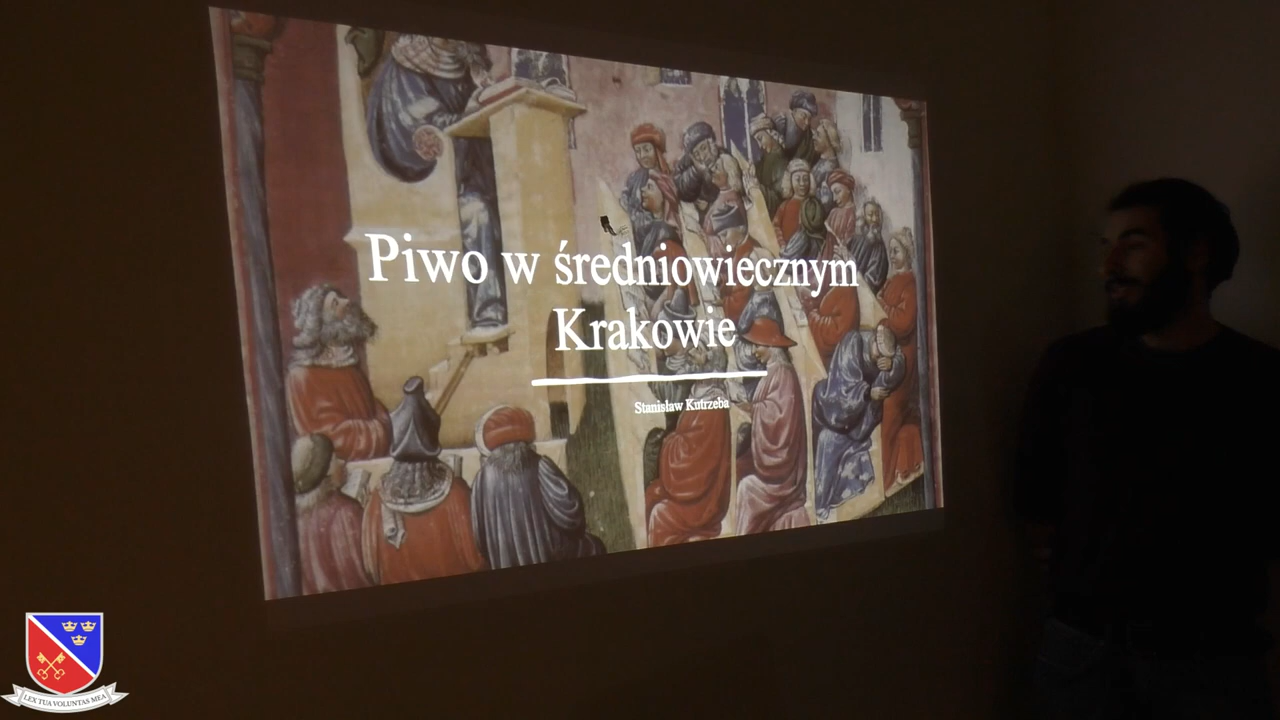 Piwo w średniowiecznym
Krakowie
Stanisław Kutrzeba
LEX TUA VOLUNTAS MEA